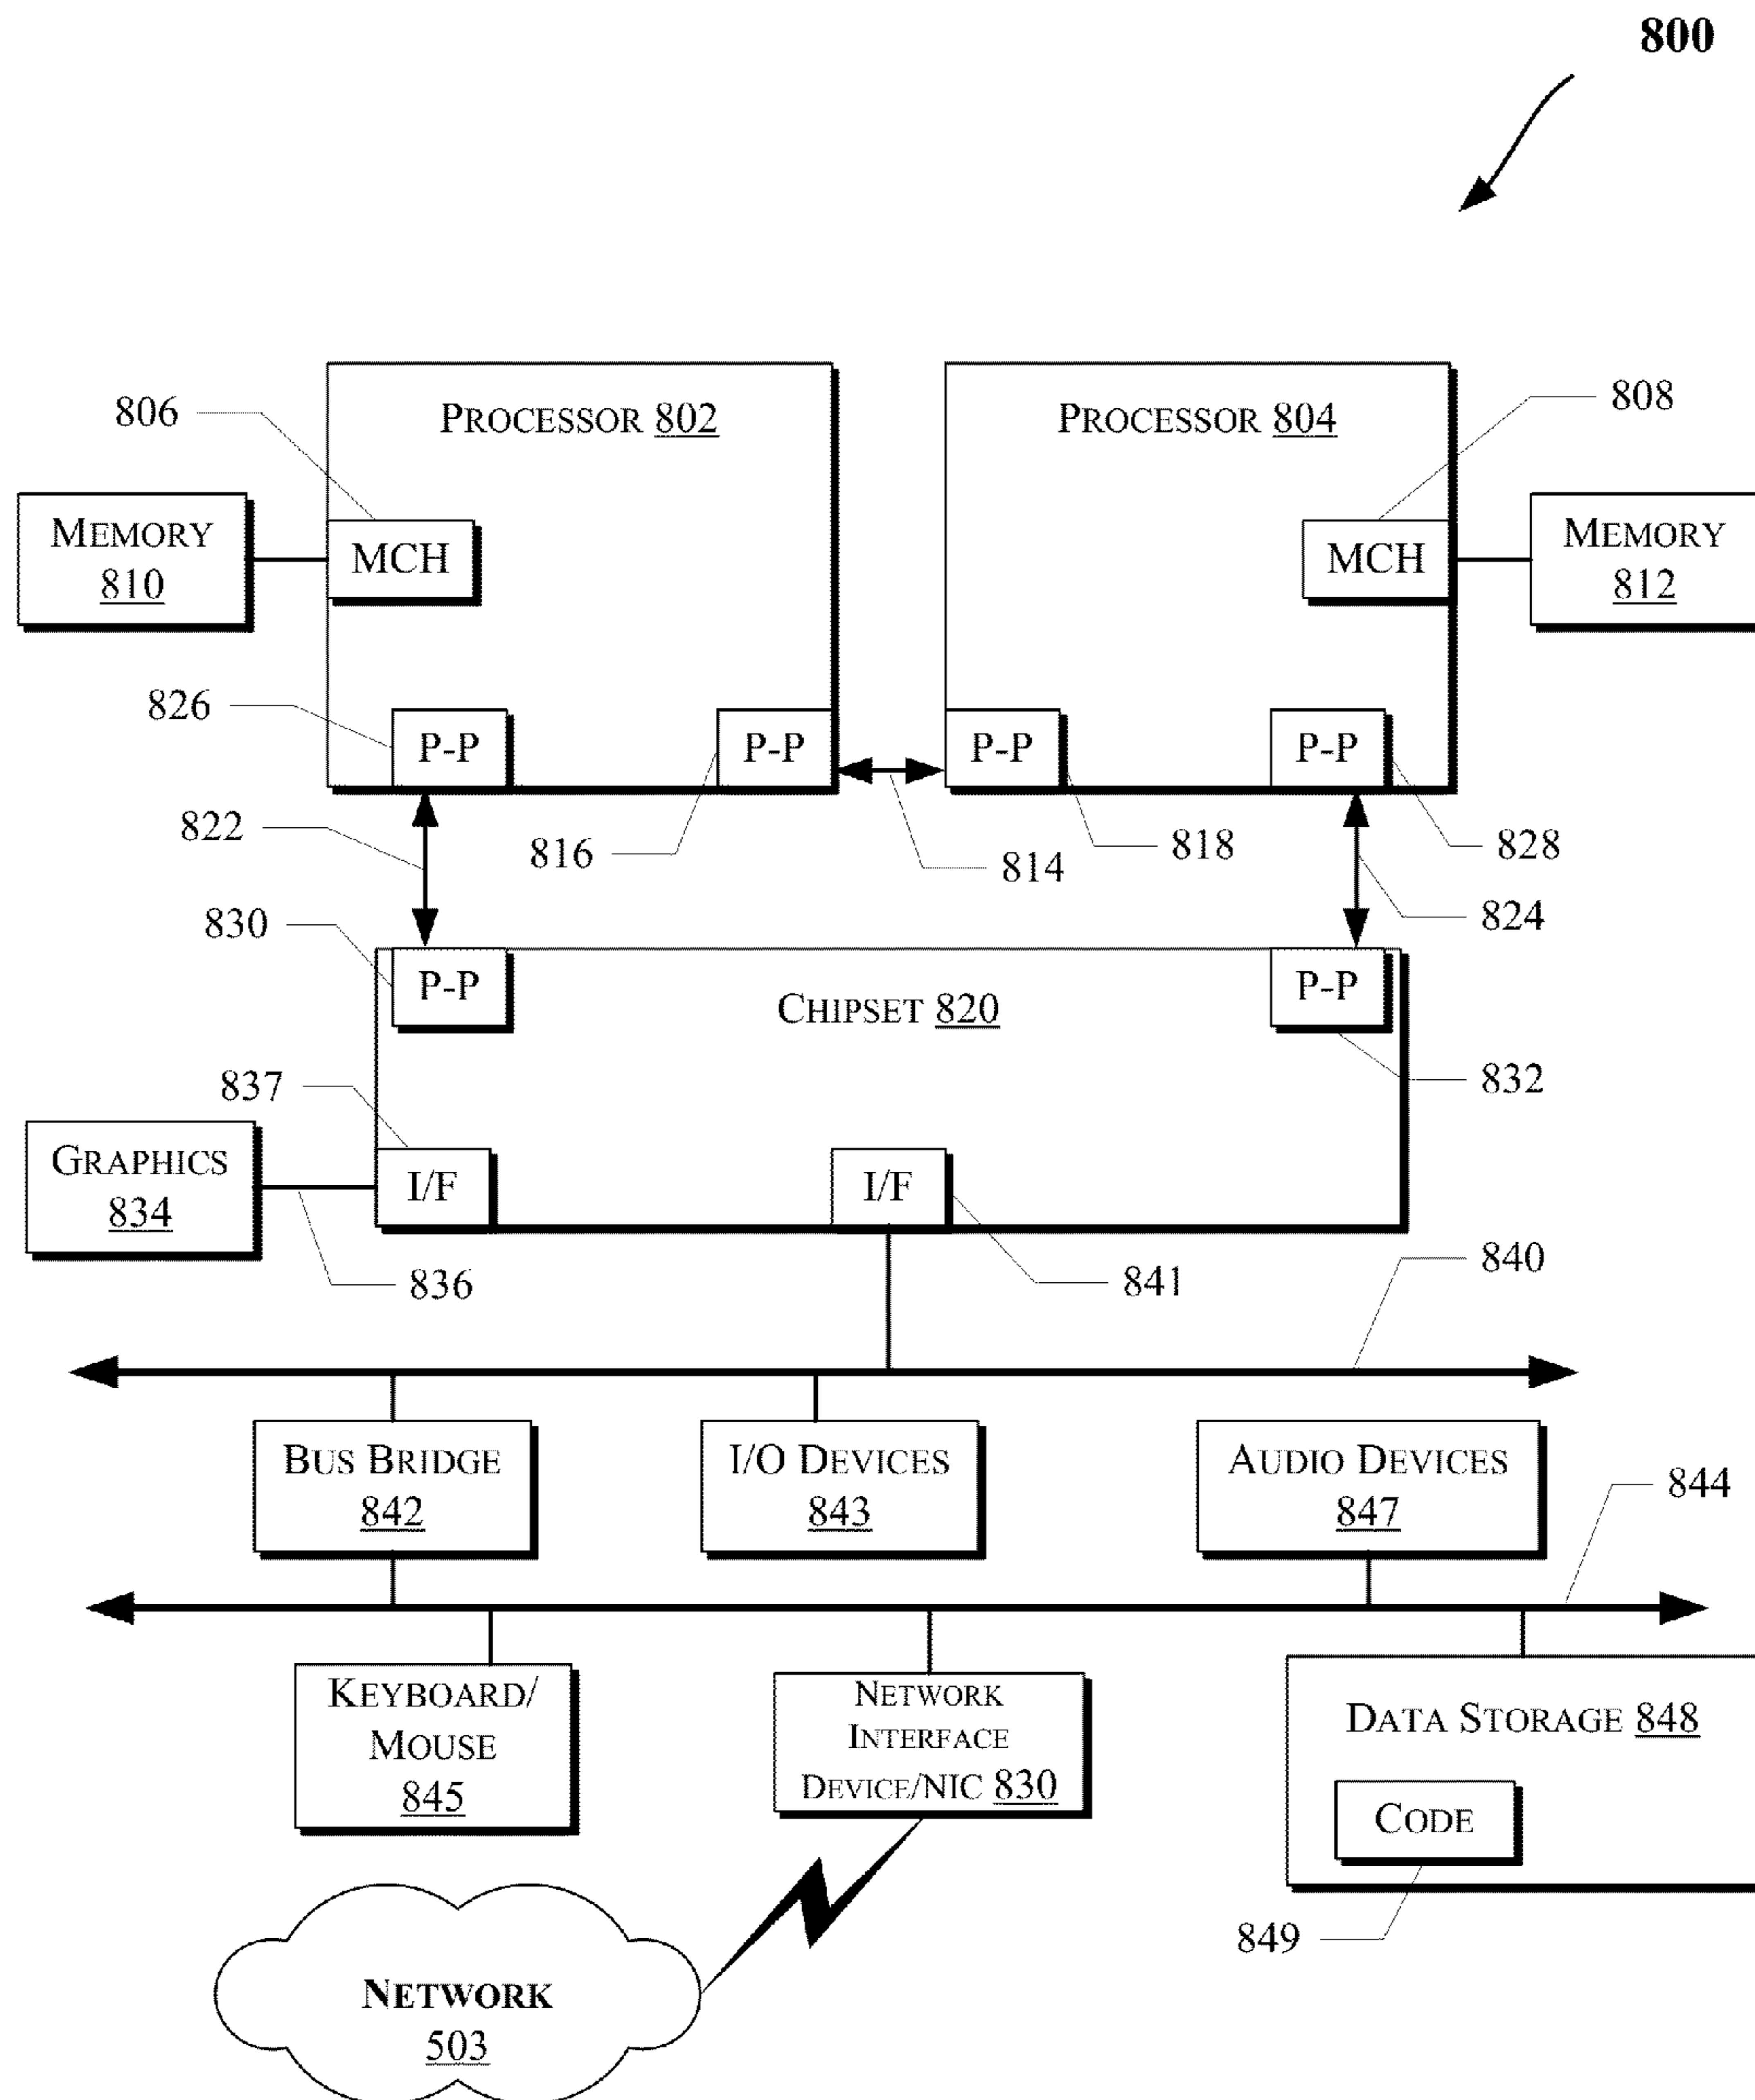 800
PROCESSOR 802
PROCESSOR 804
806
808
MEMORY
810
MCH
MCH
MEMORY
812
826
P-P
P-P
P-P
P-P
822
816
814
818
828
830
824
P-P
CHIPSET 820
P-P
837
832
GRAPHICS
834
I/F
I/F
836
841
840
BUS BRIDGE
842
I/O DEVICES
843
AUDIO DEVICES
847
844
KEYBOARD/
MOUSE
845
NETWORK
INTERFACE
DEVICE/NIC 830
DATA STORAGE 848
CODE
849
NETWORK
503